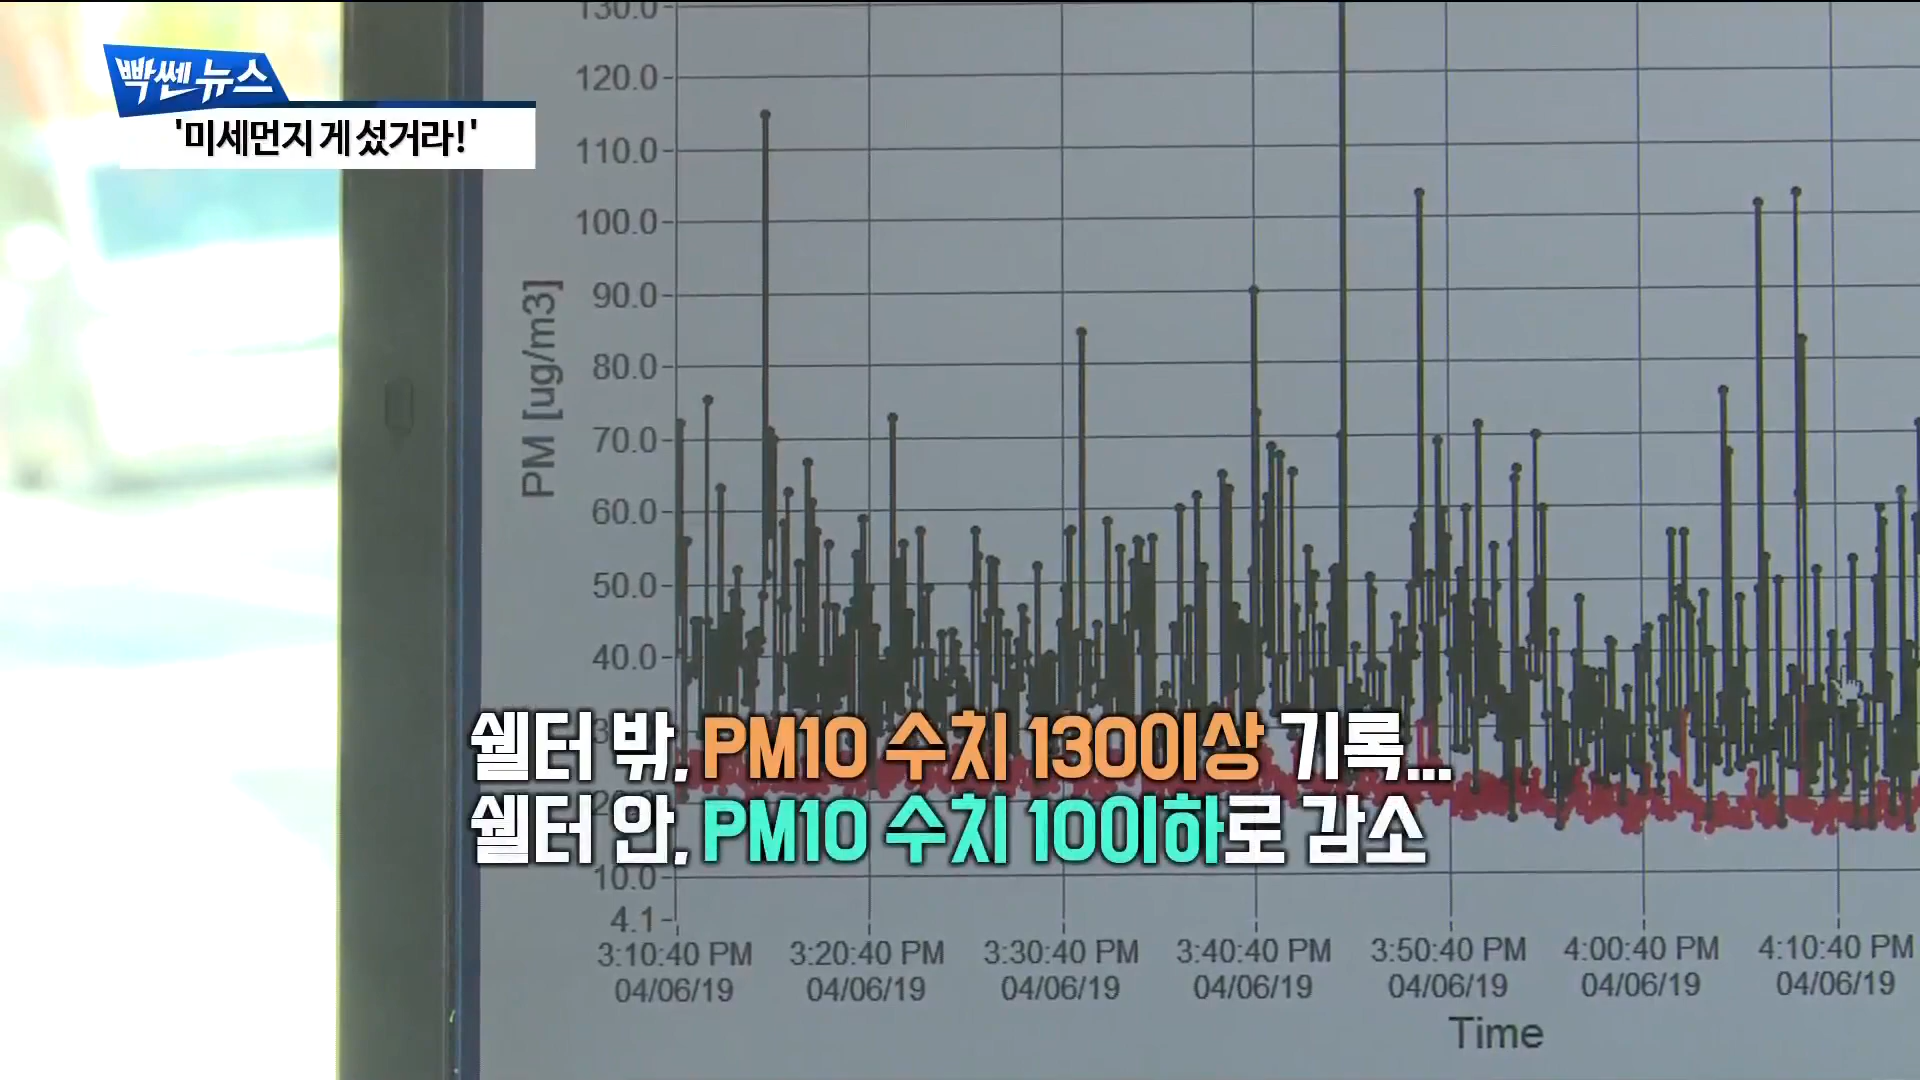 빡쎈뉴스
'미세먼지 게 섰거라!'
130.0
120.0
110.0
100.0
90.0
80.0
70.0
60.0
50.0
40.0
10.0
4.1
PM [ug/m3]
쉘터 밖, PM10 수치 130이상 기록...
쉘터 안, PM10 수치 10이하로 감소
3:10:40 PM 3:20:40 PM 3:30:40 PM 3:40:40 PM 3:50:40 PM 4:00:40 PM 4:10:40 PM
04/06/19 04/06/19 04/06/19 04/06/19 04/06/19 04/06/19 04/06/19
Time